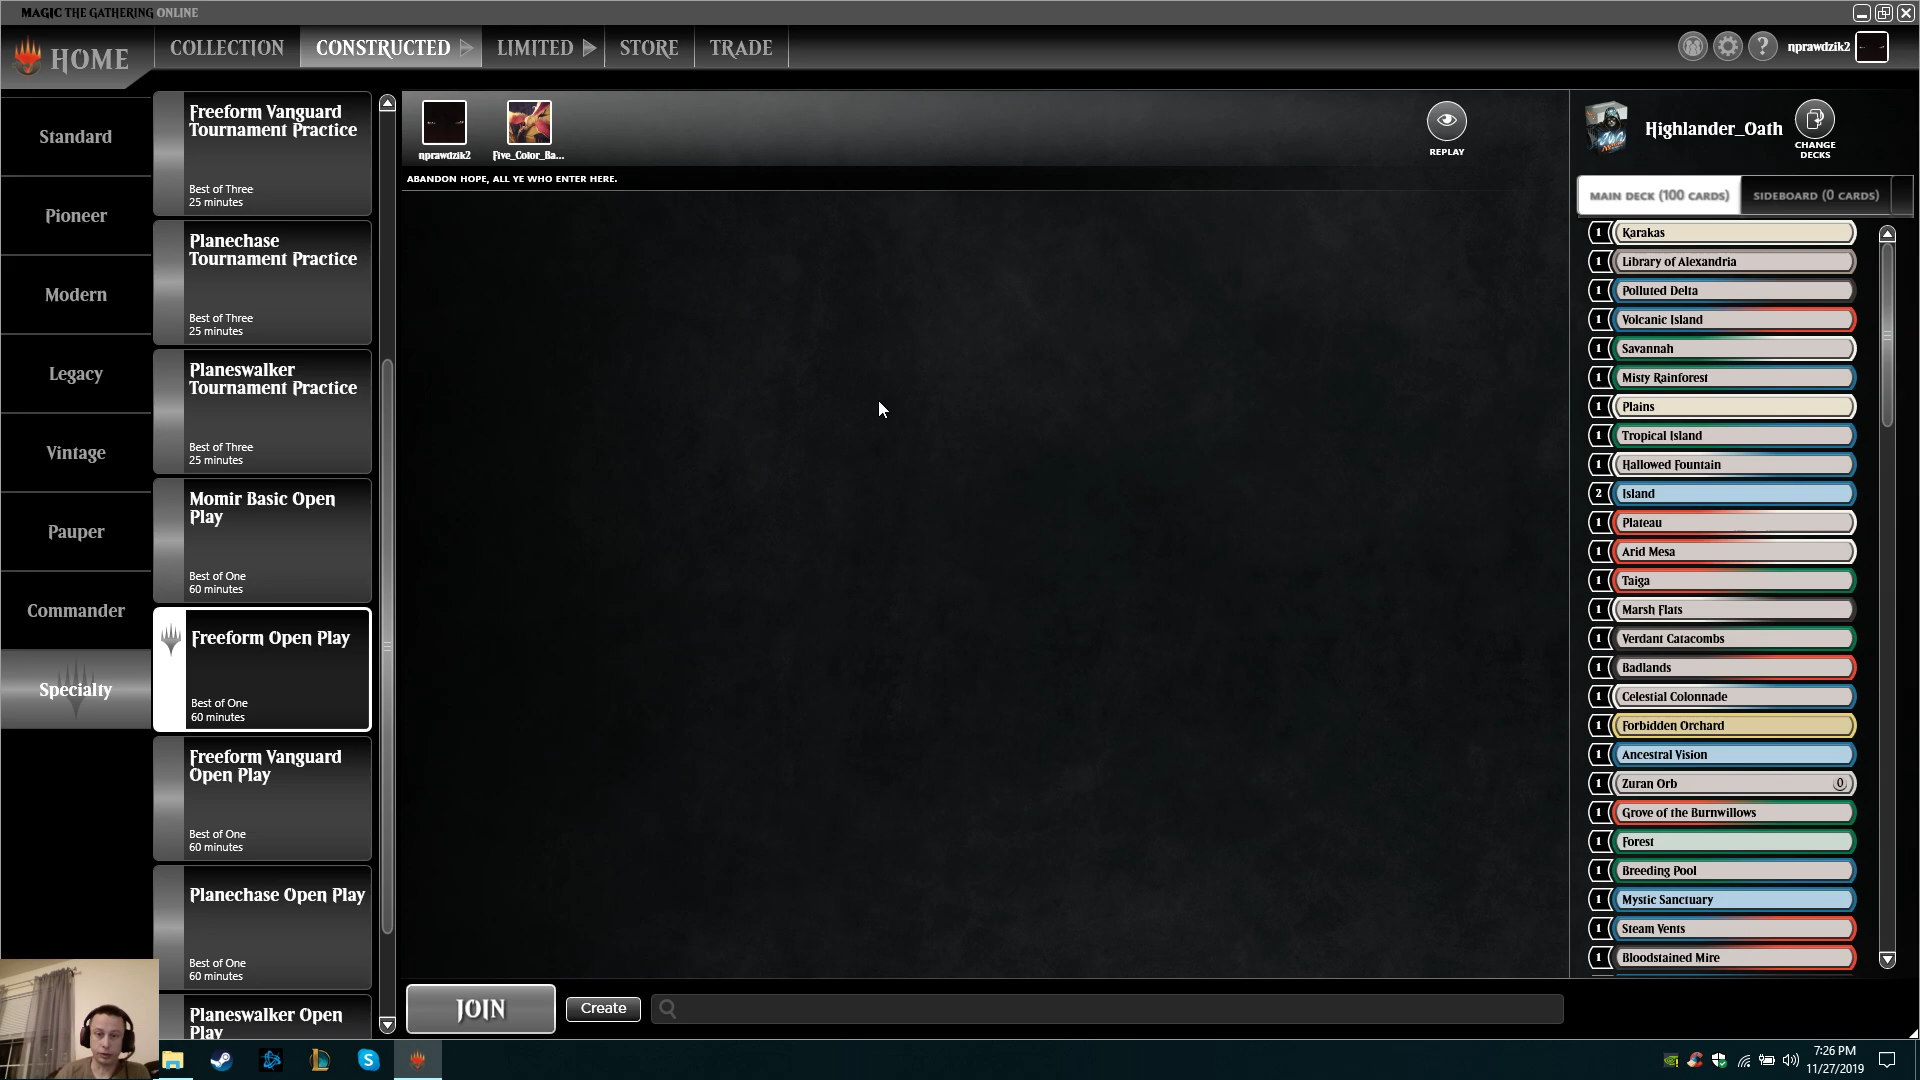 MAGIC THE GATHERING ONLINE
HOME
COLLECTION
CONSTRUCTED
LIMITED
STORE
TRADE
nprawdzik2
Standard
Pioneer
Modern
Legacy
Vintage
Pauper
Commander
Specialty
Freeform Vanguard
Tournament Practice
Best of Three
25 minutes
Planechase
Tournament Practice
Best of Three
25 minutes
Planeswalker
Tournament Practice
Best of Three
25 minutes
Momir Basic Open
Play
Best of One
60 minutes
Freeform Open Play
Best of One
60 minutes
Freeform Vanguard
Open Play
Best of One
60 minutes
Planechase Open Play
Best of One
60 minutes
Planeswalker Open
Play
nprawdzik2
Five_Color_Ba...
REPLAY
ABANDON HOPE, ALL YE WHO ENTER HERE.
JOIN
Create
Highlander_Oath
CHANGE
DECKS
MAIN DECK (100 CARDS)
SIDEBOARD (0 CARDS)
1 Karakas
1 Library of Alexandria
1 Polluted Delta
1 Volcanic Island
1 Savannah
1 Misty Rainforest
1 Plains
1 Tropical Island
1 Hallowed Fountain
2 Island
1 Plateau
1 Arid Mesa
1 Taiga
1 Marsh Flats
1 Verdant Catacombs
1 Badlands
1 Celestial Colonnade
1 Forbidden Orchard
1 Ancestral Vision
1 Zuran Orb 0
1 Grove of the Burnwillows
1 Forest
1 Breeding Pool
1 Mystic Sanctuary
1 Steam Vents
1 Bloodstained Mire
7:26 PM
11/27/2019